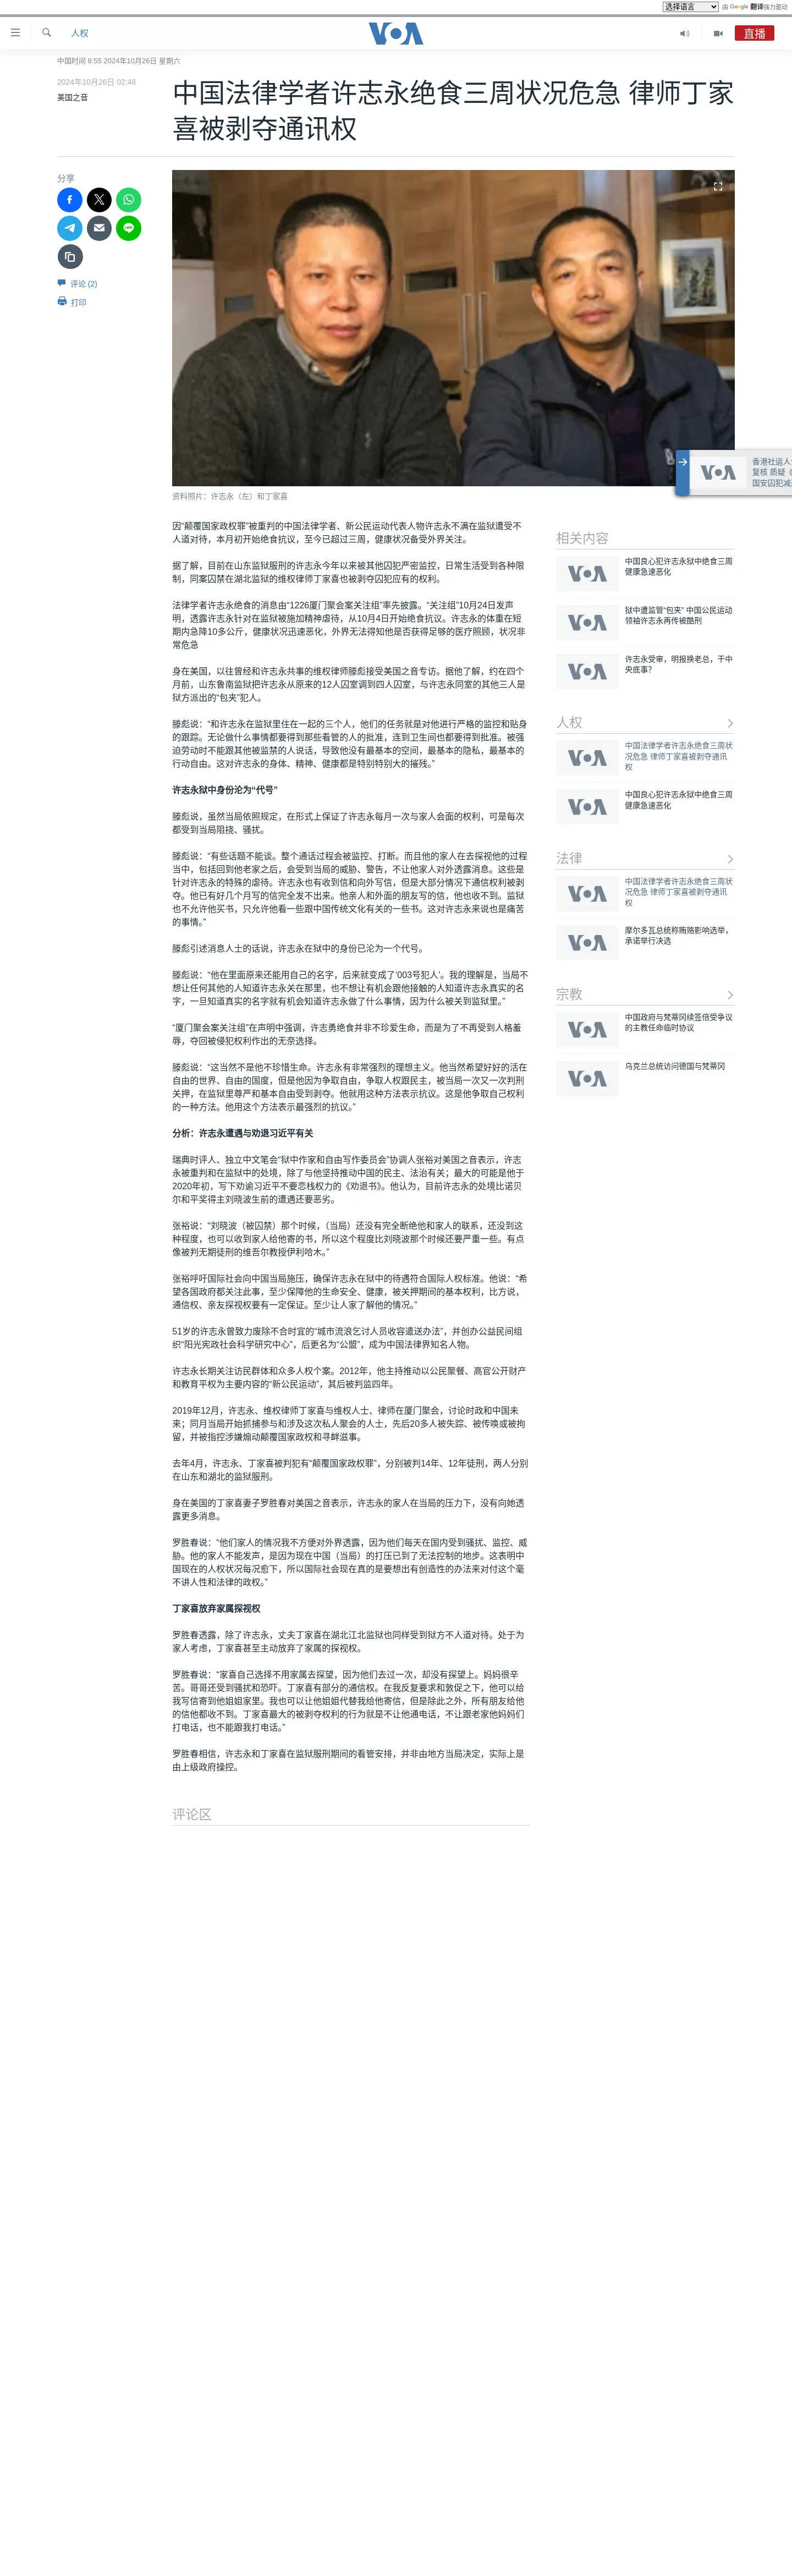 选择语言 由 Google 翻译强力驱动
人权
VOA
直播
中国时间 8:55 2024年10月26日 星期六
2024年10月26日 02:48
美国之音
中国法律学者许志永绝食三周状况危急 律师丁家
喜被剥夺通讯权
分享
评论 (2)
打印
资料照片：许志永（左）和丁家喜
VOA
香港社运人
复核 质疑
国安囚犯减
因“颠覆国家政权罪”被重判的中国法律学者、新公民运动代表人物许志永不满在监狱遭受不
人道对待，本月初开始绝食抗议，至今已超过三周，健康状况备受外界关注。
据了解，目前在山东监狱服刑的许志永今年以来被其他囚犯严密监控，日常生活受到各种限
制，同案囚禁在湖北监狱的维权律师丁家喜也被剥夺囚犯应有的权利。
法律学者许志永绝食的消息由“1226厦门聚会案关注组”率先披露。“关注组”10月24日发声
明，透露许志永针对在监狱被施加精神虐待，从10月4日开始绝食抗议。许志永的体重在短
期内急降10多公斤，健康状况迅速恶化，外界无法得知他是否获得足够的医疗照顾，状况非
常危急
身在美国，以往曾经和许志永共事的维权律师滕彪接受美国之音专访。据他了解，约在四个
月前，山东鲁南监狱把许志永从原来的12人囚室调到四人囚室，与许志永同室的其他三人是
狱方派出的“包夹”犯人。
滕彪说：“和许志永在监狱里住在一起的三个人，他们的任务就是对他进行严格的监控和贴身
的跟踪。无论做什么事情都要得到那些看管的人的批准，连到卫生间也都要得到批准。被强
迫劳动时不能跟其他被监禁的人说话，导致他没有最基本的空间，最基本的隐私，最基本的
行动自由。这对许志永的身体、精神、健康都是特别特别大的摧残。”
许志永狱中身份沦为“代号”
滕彪说，虽然当局依照规定，在形式上保证了许志永每月一次与家人会面的权利，可是每次
都受到当局阻挠、骚扰。
滕彪说：“有些话题不能谈。整个通话过程会被监控、打断。而且他的家人在去探视他的过程
当中，包括回到他老家之后，会受到当局的威胁、警告，不让他家人对外透露消息。这些是
针对许志永的特殊的虐待。许志永也有收到信和向外写信，但是大部分情况下通信权利被剥
夺。他已有好几个月写的信完全发不出来。他亲人和外面的朋友写的信，他也收不到。监狱
也不允许他买书，只允许他看一些跟中国传统文化有关的一些书。这对许志永来说也是痛苦
的事情。”
滕彪引述消息人士的话说，许志永在狱中的身份已沦为一个代号。
滕彪说：“他在里面原来还能用自己的名字，后来就变成了‘003号犯人’。我的理解是，当局不
想让任何其他的人知道许志永关在那里，也不想让有机会跟他接触的人知道许志永真实的名
字，一旦知道真实的名字就有机会知道许志永做了什么事情，因为什么被关到监狱里。”
“厦门聚会案关注组”在声明中强调，许志勇绝食并非不珍爱生命，而是为了不再受到人格羞
辱，夺回被侵犯权利作出的无奈选择。
滕彪说：“这当然不是他不珍惜生命。许志永有非常强烈的理想主义。他当然希望好好的活在
自由的世界、自由的国度，但是他因为争取自由，争取人权跟民主，被当局一次又一次判刑
关押，在监狱里尊严和基本自由受到剥夺。他就用这种方法表示抗议。这是他争取自己权利
的一种方法。他用这个方法表示最强烈的抗议。”
分析：许志永遭遇与劝退习近平有关
瑞典时评人、独立中文笔会“狱中作家和自由写作委员会”协调人张裕对美国之音表示，许志
永被重判和在监狱中的处境，除了与他坚持推动中国的民主、法治有关；最大的可能是他于
2020年初，写下劝谕习近平不要恋栈权力的《劝退书》。他认为，目前许志永的处境比诺贝
尔和平奖得主刘晓波生前的遭遇还要恶劣。
张裕说：“刘晓波（被囚禁）那个时候，（当局）还没有完全断绝他和家人的联系，还没到这
种程度，也可以收到家人给他寄的书，所以这个程度比刘晓波那个时候还要严重一些。有点
像被判无期徒刑的维吾尔教授伊利哈木。”
张裕呼吁国际社会向中国当局施压，确保许志永在狱中的待遇符合国际人权标准。他说：“希
望各国政府都关注此事，至少保障他的生命安全、健康，被关押期间的基本权利，比方说，
通信权、亲友探视权要有一定保证。至少让人家了解他的情况。”
51岁的许志永曾致力废除不合时宜的“城市流浪乞讨人员收容遣送办法”，并创办公益民间组
织“阳光宪政社会科学研究中心”，后更名为“公盟”，成为中国法律界知名人物。
许志永长期关注访民群体和众多人权个案。2012年，他主持推动以公民聚餐、高官公开财产
和教育平权为主要内容的“新公民运动”，其后被判监四年。
2019年12月，许志永、维权律师丁家喜与维权人士、律师在厦门聚会，讨论时政和中国未
来；同月当局开始抓捕参与和涉及这次私人聚会的人士，先后20多人被失踪、被传唤或被拘
留，并被指控涉嫌煽动颠覆国家政权和寻衅滋事。
去年4月，许志永、丁家喜被判犯有“颠覆国家政权罪”，分别被判14年、12年徒刑，两人分别
在山东和湖北的监狱服刑。
身在美国的丁家喜妻子罗胜春对美国之音表示，许志永的家人在当局的压力下，没有向她透
露更多消息。
罗胜春说：“他们家人的情况我不方便对外界透露，因为他们每天在国内受到骚扰、监控、威
胁。他的家人不能发声，是因为现在中国（当局）的打压已到了无法控制的地步。这表明中
国现在的人权状况每况愈下，所以国际社会现在真的是要想出有创造性的办法来对付这个毫
不讲人性和法律的政权。”
丁家喜放弃家属探视权
罗胜春透露，除了许志永，丈夫丁家喜在湖北江北监狱也同样受到狱方不人道对待。处于为
家人考虑，丁家喜甚至主动放弃了家属的探视权。
罗胜春说：“家喜自己选择不用家属去探望，因为他们去过一次，却没有探望上。妈妈很辛
苦。哥哥还受到骚扰和恐吓。丁家喜有部分的通信权。在我反复要求和敦促之下，他可以给
我写信寄到他姐姐家里。我也可以让他姐姐代替我给他寄信，但是除此之外，所有朋友给他
的信他都收不到。丁家喜最大的被剥夺权利的行为就是不让他通电话，不让跟老家他妈妈们
打电话，也不能跟我打电话。”
罗胜春相信，许志永和丁家喜在监狱服刑期间的看管安排，并非由地方当局决定，实际上是
由上级政府操控。
评论区
相关内容
VOA
中国良心犯许志永狱中绝食三周
健康急速恶化
VOA
狱中遭监管“包夹” 中国公民运动
领袖许志永再传被酷刑
VOA
许志永受审，明报换老总，干中
央底事？
人权
VOA
中国法律学者许志永绝食三周状
况危急 律师丁家喜被剥夺通讯
权
VOA
中国良心犯许志永狱中绝食三周
健康急速恶化
法律
VOA
中国法律学者许志永绝食三周状
况危急 律师丁家喜被剥夺通讯
权
VOA
摩尔多瓦总统称贿赂影响选举，
承诺举行决选
宗教
VOA
中国政府与梵蒂冈续签倍受争议
的主教任命临时协议
VOA
乌克兰总统访问德国与梵蒂冈